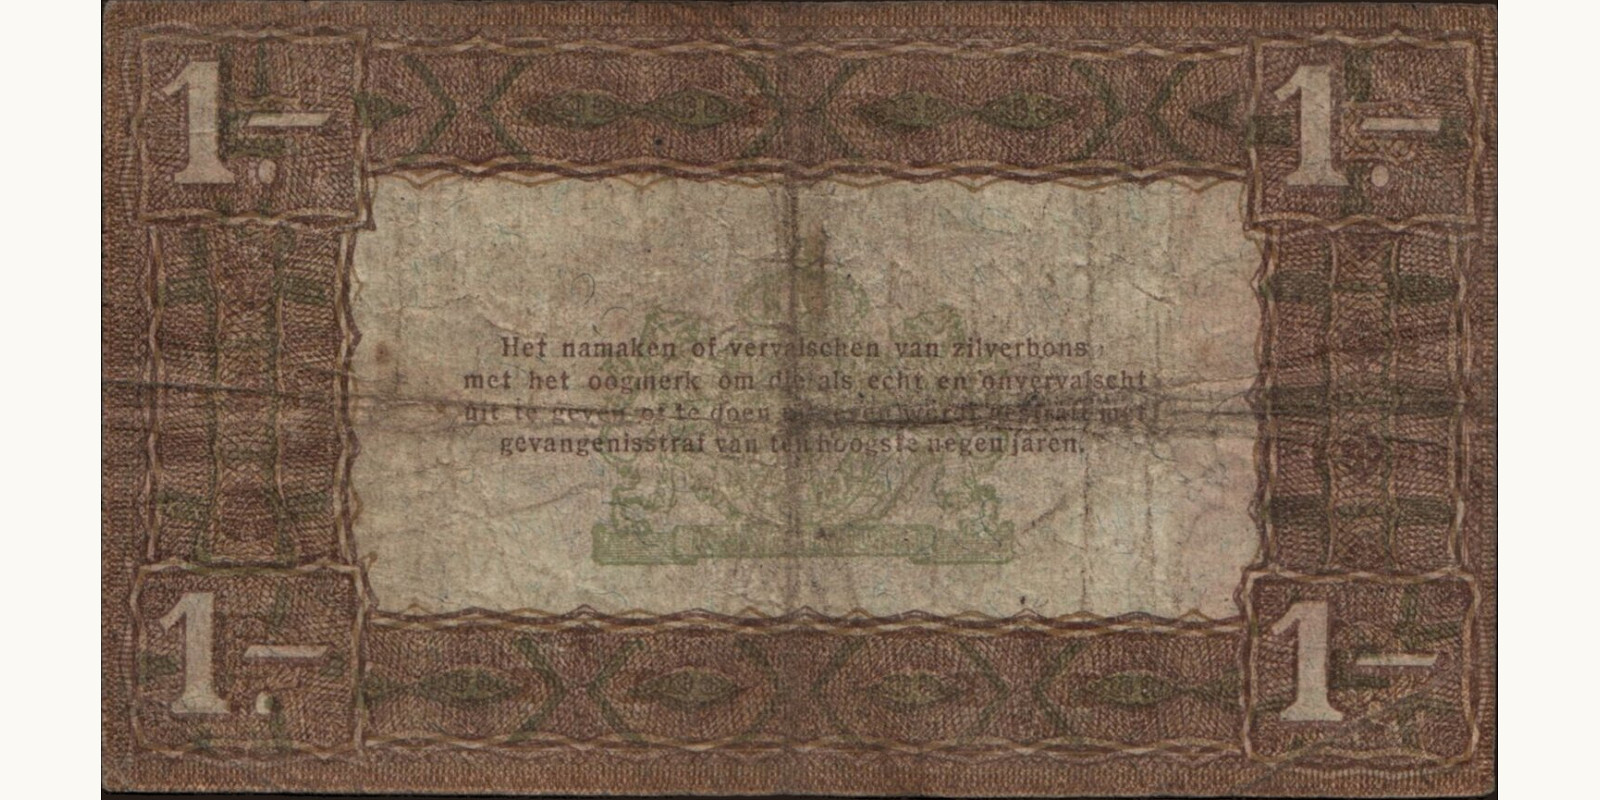 1.—
1.—
Het namaken of vervalschen van zilverbons,
met het oogmerk om die als echt en onvervalscht
uit te geven of te doen uitgeven wordt gestraft met
gevangenisstraf van ten hoogste negen jaren.
1.—
1.—